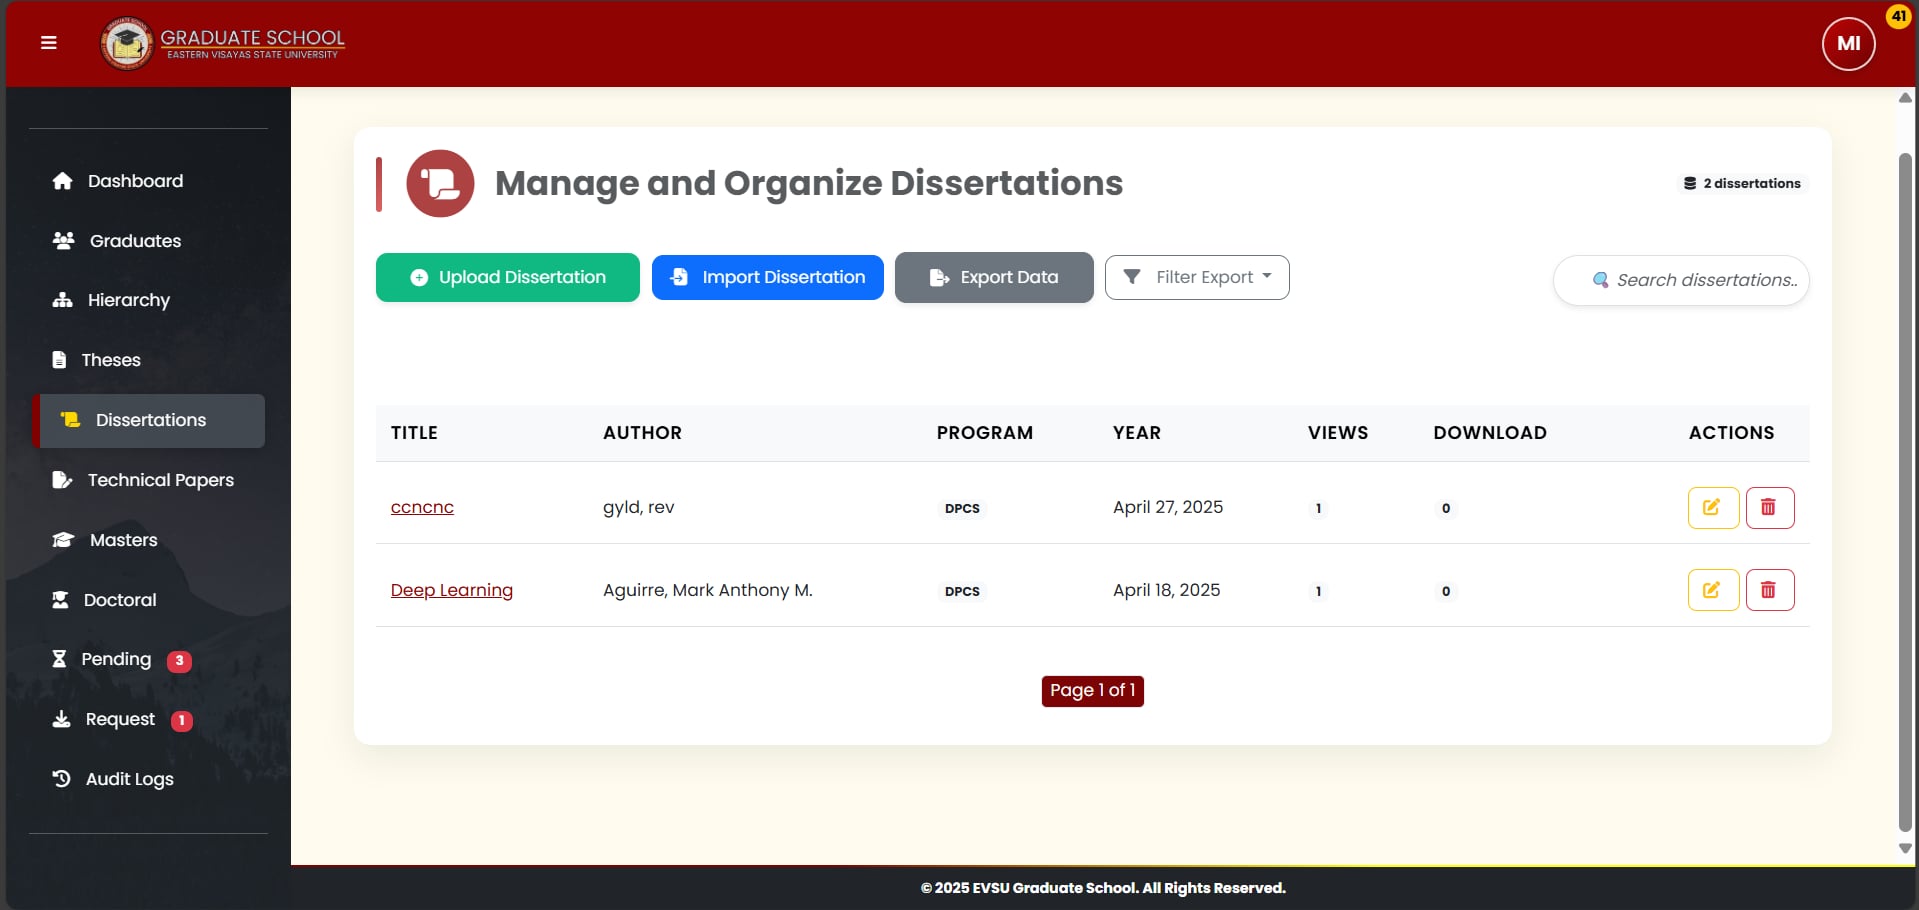 41
GRADUATE SCHOOL
EASTERN VISAYAS STATE UNIVERSITY
MI
Dashboard
Graduates
Hierarchy
Theses
Dissertations
Technical Papers
Masters
Doctoral
Pending 3
Request 1
Audit Logs
Manage and Organize Dissertations
2 dissertations
Upload Dissertation Import Dissertation Export Data Filter Export Search dissertations..
TITLE AUTHOR PROGRAM YEAR VIEWS DOWNLOAD ACTIONS
ccncnc gyld, rev DPCS April 27, 2025 1 0
Deep Learning Aguirre, Mark Anthony M. DPCS April 18, 2025 1 0
Page 1 of 1
© 2025 EVSU Graduate School. All Rights Reserved.